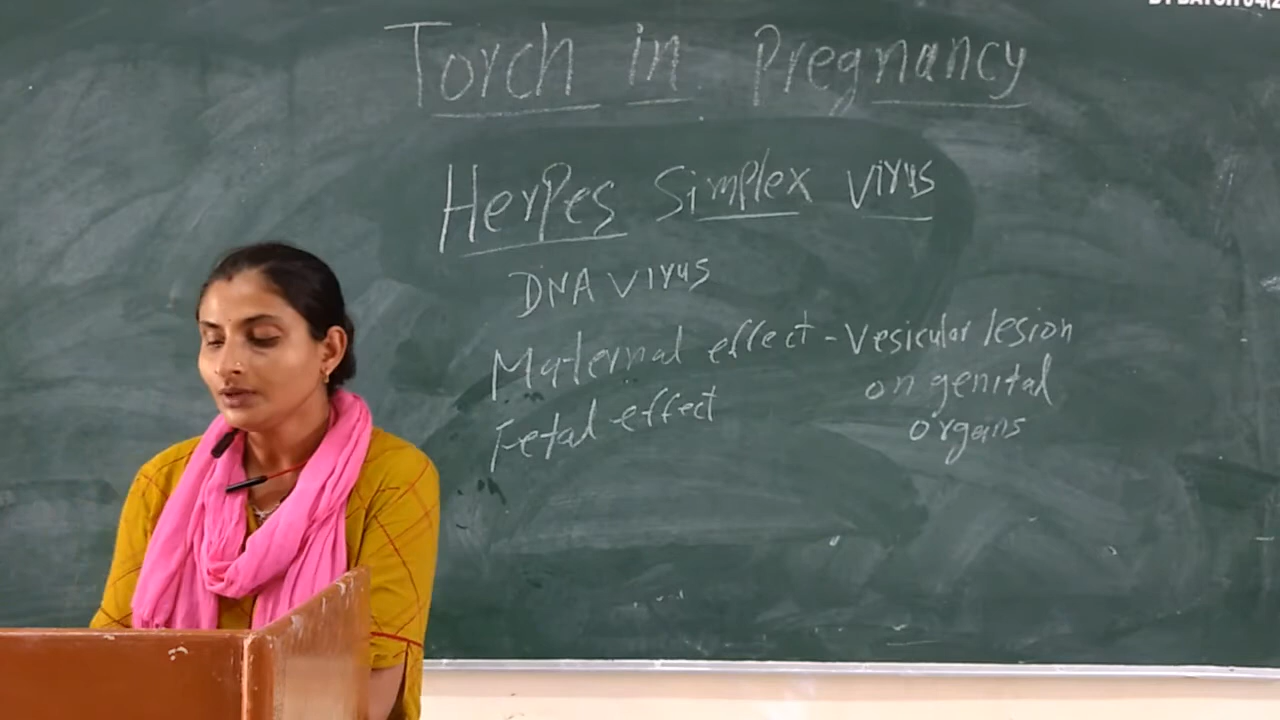 Torch in Pregnancy
Herpes Simplex virus
DNA virus
Maternal effect - Vesicular lesion
on genital
organs
Fetal effect